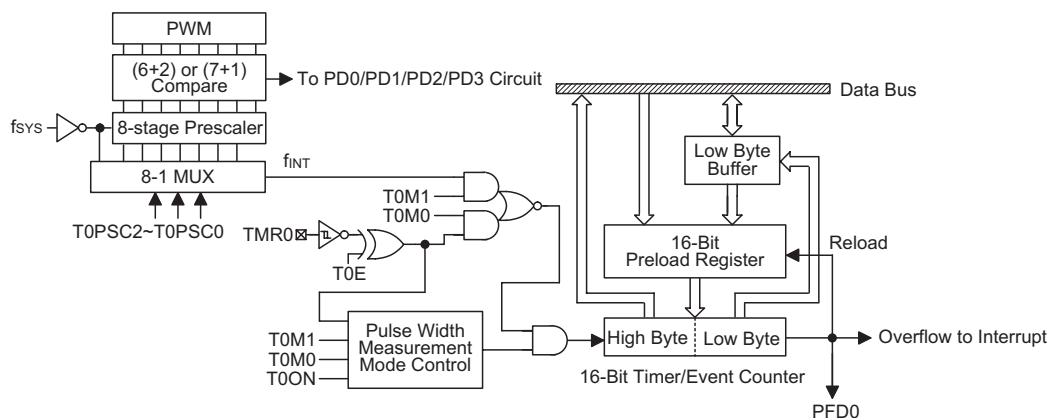 PWM
(6+2) or (7+1)
Compare
To PD0/PD1/PD2/PD3 Circuit
Data Bus
fSYS
8-stage Prescaler
Low Byte
Buffer
8-1 MUX
fINT
T0M1
T0M0
T0PSC2~T0PSC0
TMR0
T0E
16-Bit
Preload Register
Reload
T0M1
T0M0
T0ON
Pulse Width
Measurement
Mode Control
High Byte
Low Byte
Overflow to Interrupt
16-Bit Timer/Event Counter
PFD0